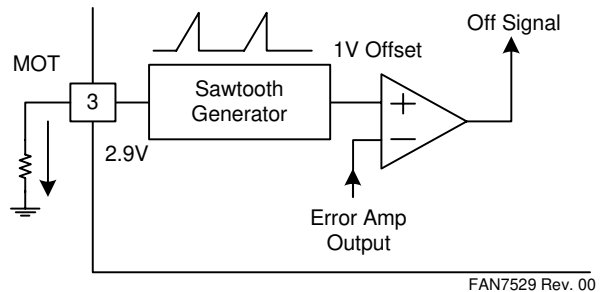 Off Signal
1V Offset
MOT
3
Sawtooth
Generator
+
−
2.9V
Error Amp
Output
FAN7529 Rev. 00